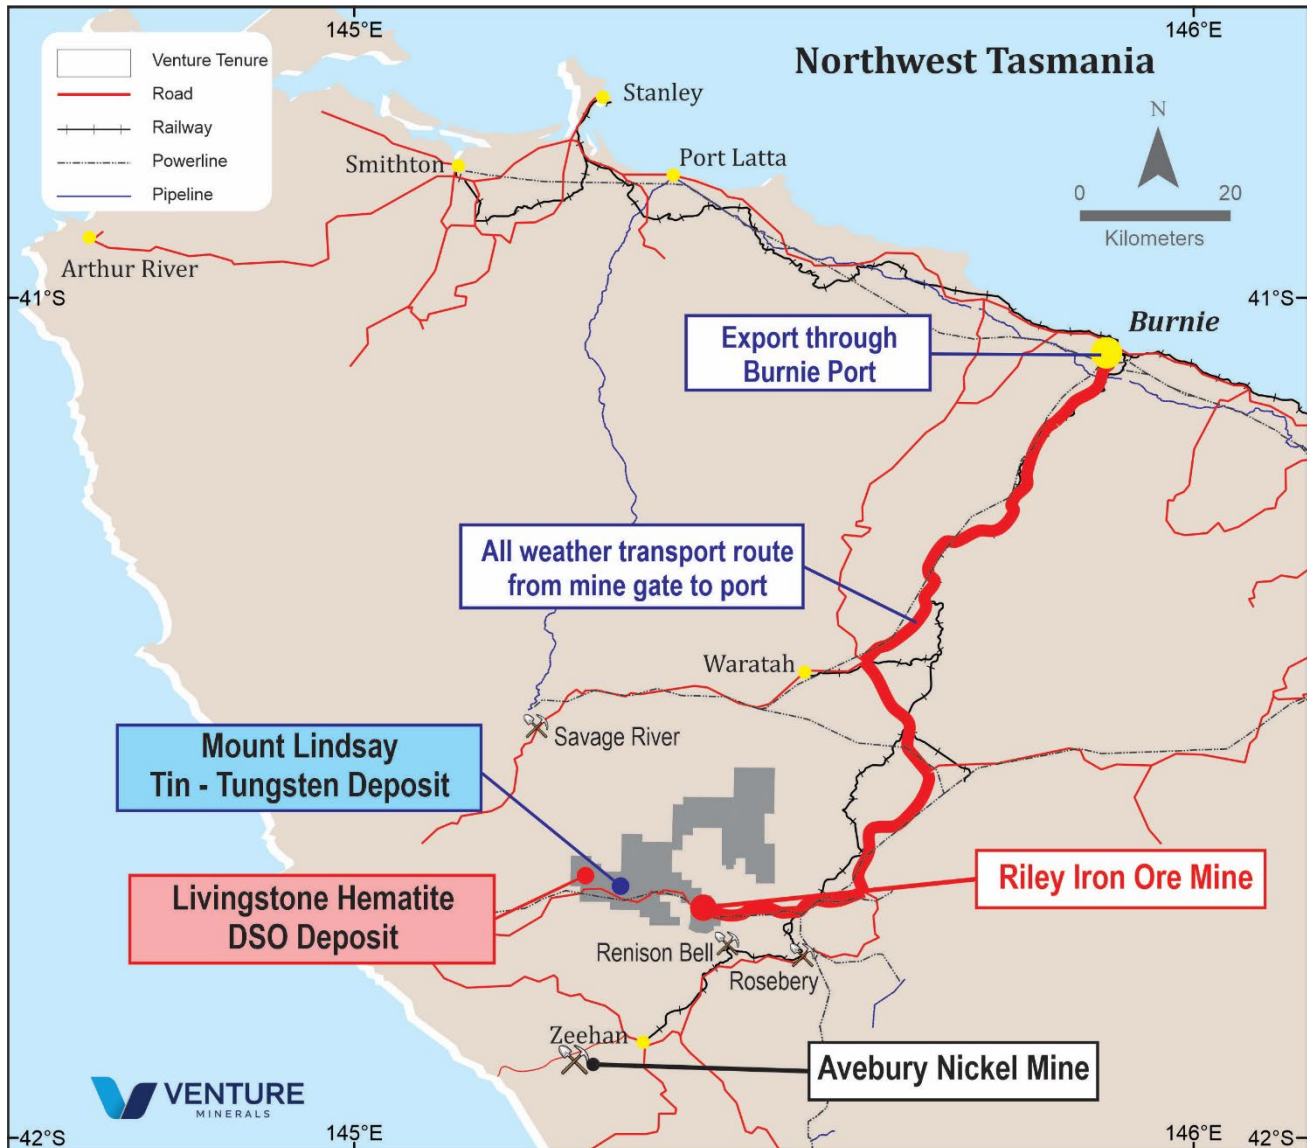 145°E
146°E
Northwest Tasmania
Venture Tenure
Road
Railway
Powerline
Pipeline
N
0 20
Kilometers
Stanley
Smithton
Port Latta
Arthur River
41°S
41°S
Burnie
Export through
Burnie Port
All weather transport route
from mine gate to port
Waratah
Savage River
Mount Lindsay
Tin - Tungsten Deposit
Livingstone Hematite
DSO Deposit
Riley Iron Ore Mine
Renison Bell
Rosebery
Zeehan
Avebury Nickel Mine
VENTURE
MINERALS
42°S
145°E
146°E
42°S